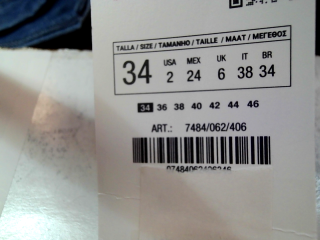 TALLA / SIZE / TAMANHO / TAILLE / MAAT / ΜΕΓΕΘΟΣ
34 USA MEX UK IT BR
2 24 6 38 34
34 36 38 40 42 44 46
ART.: 7484/062/406